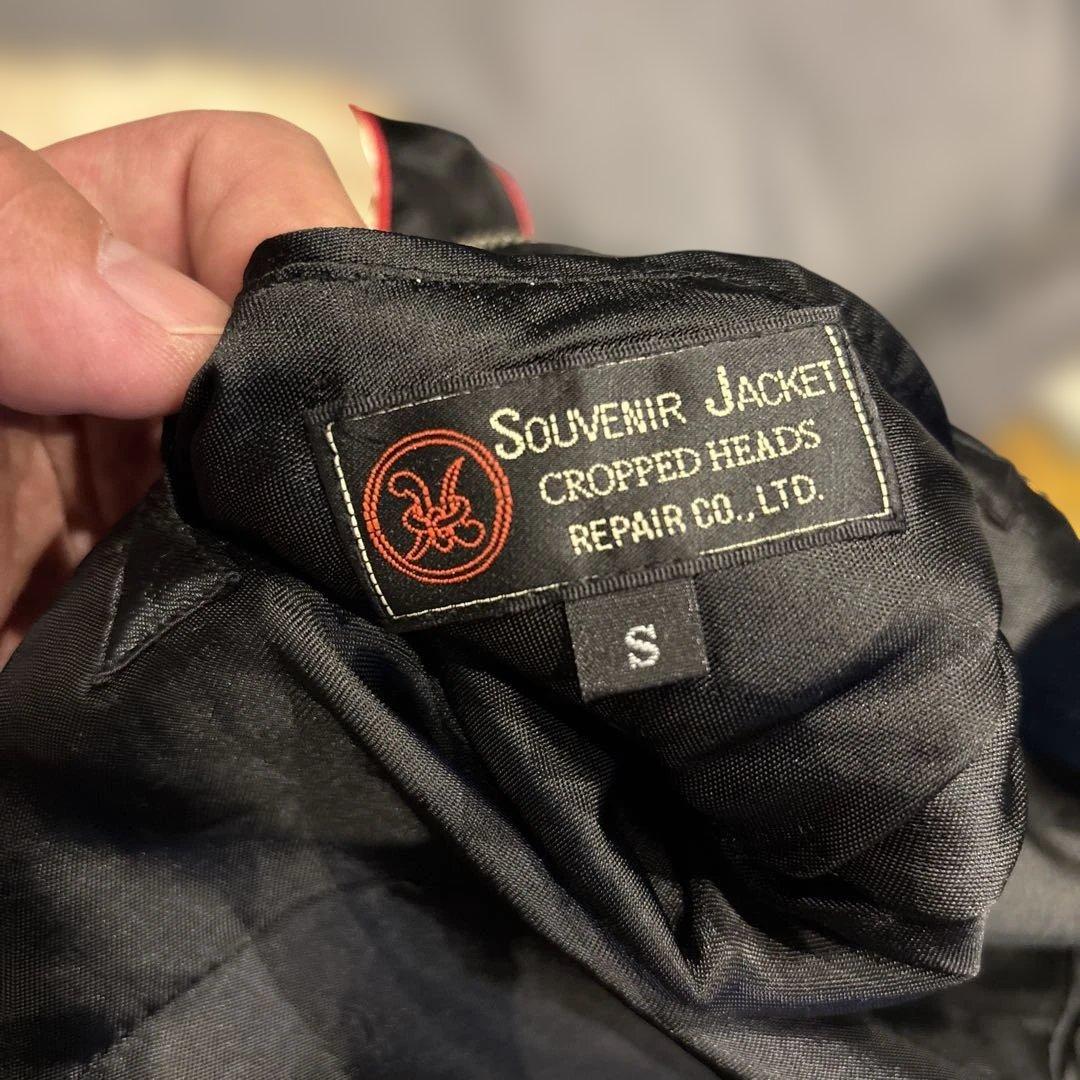 SOUVENIR JACKET
CROPPED HEADS
REPAIR CO., LTD.
S